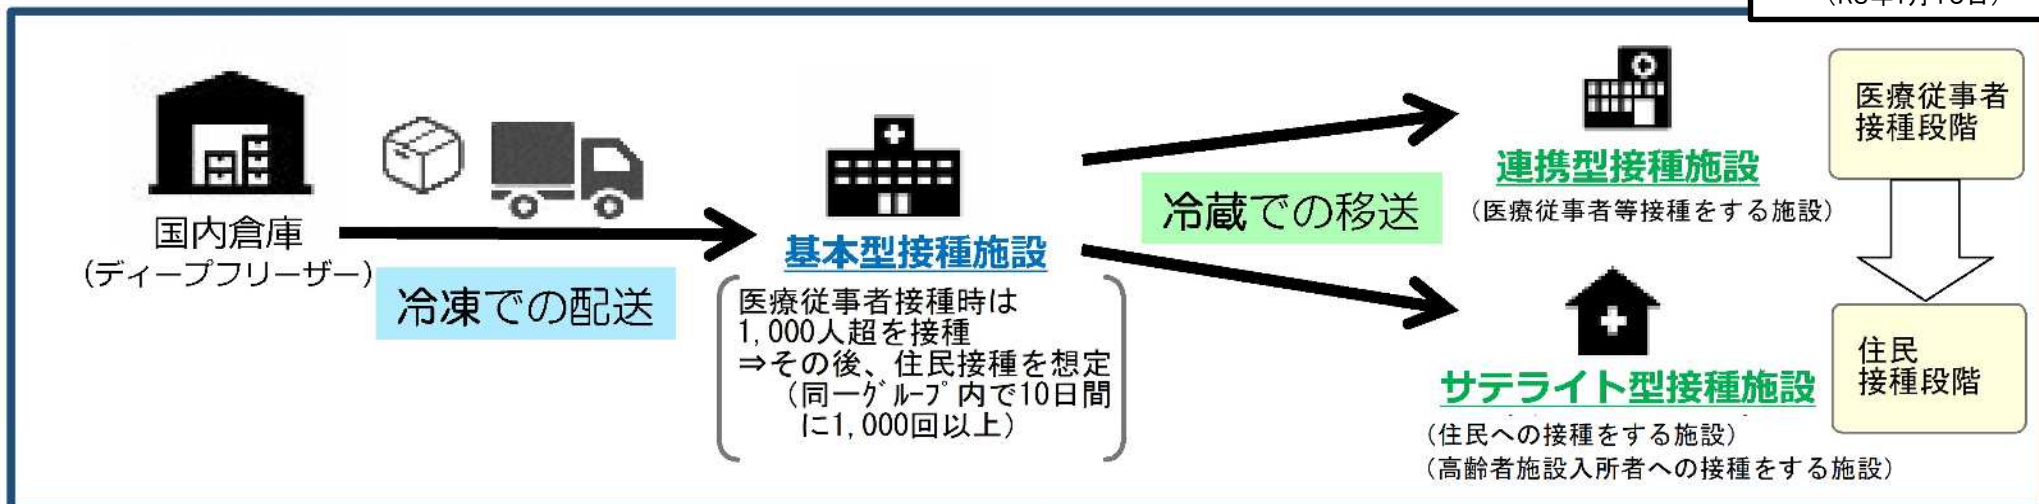 国内倉庫
(ディープフリーザー)
冷凍での配送
基本型接種施設
医療従事者接種時は
1,000人超を接種
⇒その後、住民接種を想定
(同一ｸﾞﾙｰﾌﾟ内で10日間
に1,000回以上)
冷蔵での移送
連携型接種施設
(医療従事者等接種をする施設)
サテライト型接種施設
(住民への接種をする施設)
(高齢者施設入所者への接種をする施設)
医療従事者
接種段階
住民
接種段階